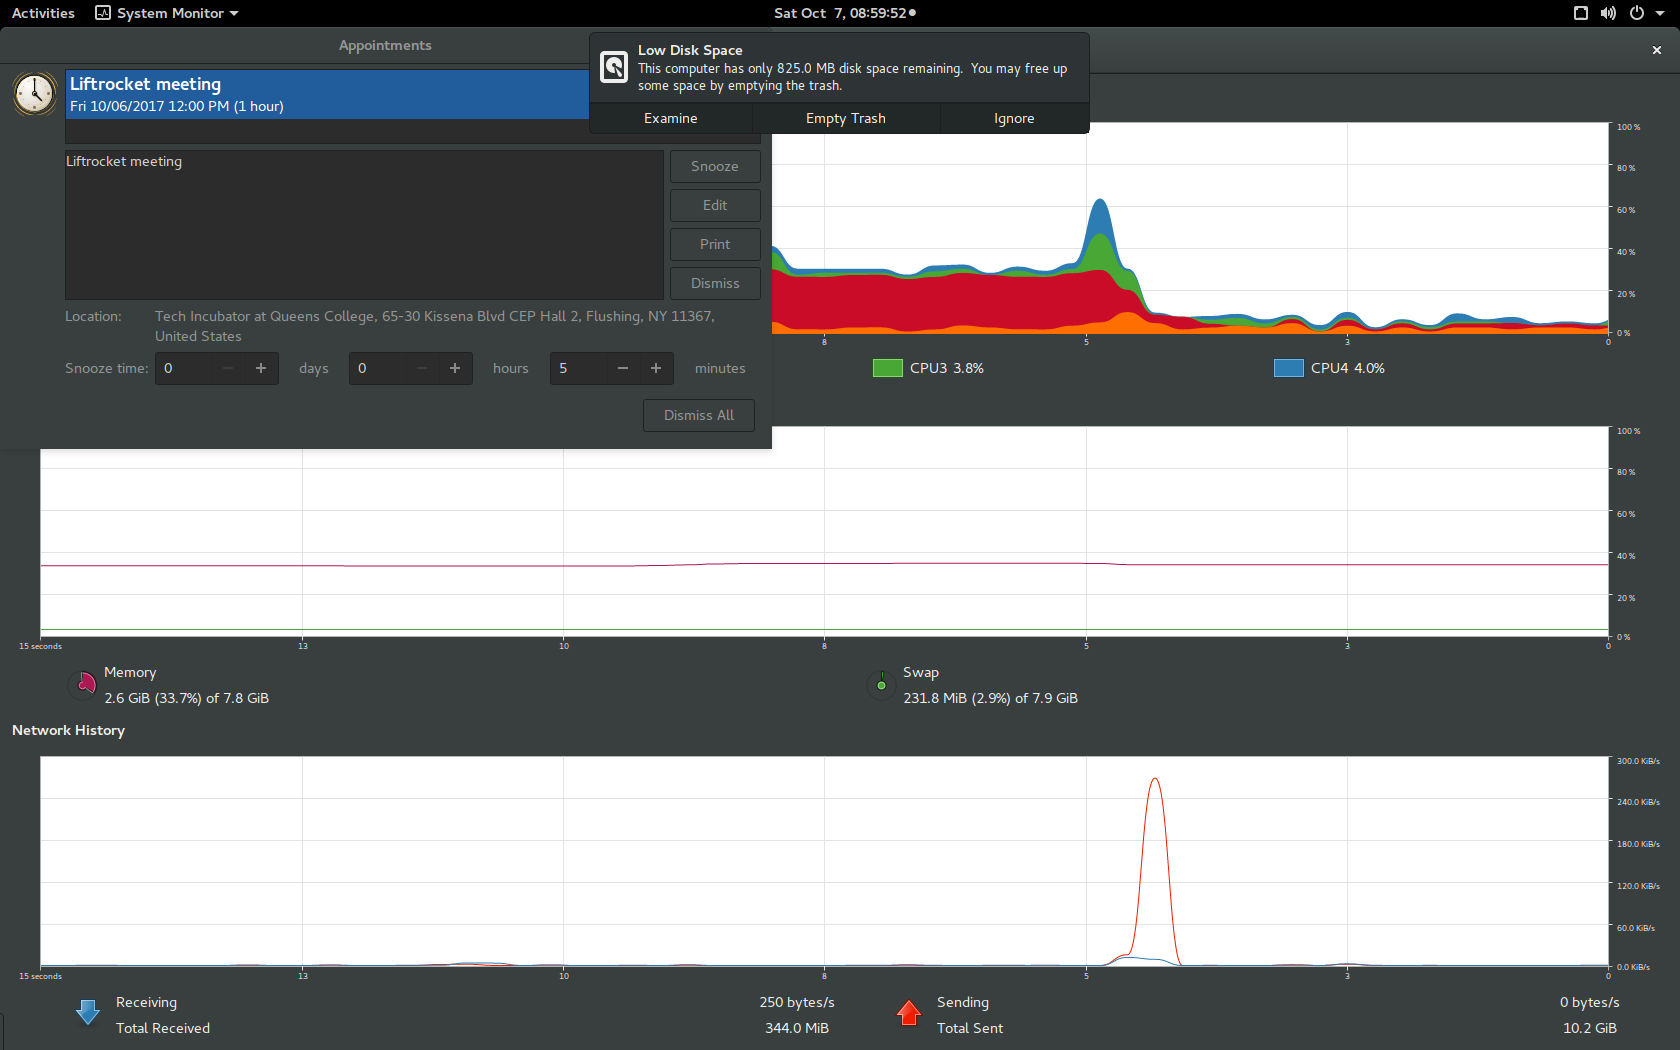 Activities
System Monitor
Sat Oct 7, 08:59:52
Appointments
Low Disk Space
This computer has only 825.0 MB disk space remaining. You may free up
some space by emptying the trash.
Examine
Empty Trash
Ignore
Liftrocket meeting
Fri 10/06/2017 12:00 PM (1 hour)
Liftrocket meeting
Snooze
Edit
Print
Dismiss
Location:
Tech Incubator at Queens College, 65-30 Kissena Blvd CEP Hall 2, Flushing, NY 11367,
United States
Snooze time:
0
−
+
days
0
−
+
hours
5
−
+
minutes
Dismiss All
100 %
80 %
60 %
40 %
20 %
0 %
8
5
3
0
CPU3 3.8%
CPU4 4.0%
100 %
80 %
60 %
40 %
20 %
0 %
15 seconds
13
10
8
5
3
0
Memory
2.6 GiB (33.7%) of 7.8 GiB
Swap
231.8 MiB (2.9%) of 7.9 GiB
Network History
300.0 KiB/s
240.0 KiB/s
180.0 KiB/s
120.0 KiB/s
60.0 KiB/s
0.0 KiB/s
15 seconds
13
10
8
5
3
0
Receiving
250 bytes/s
Total Received
344.0 MiB
Sending
0 bytes/s
Total Sent
10.2 GiB